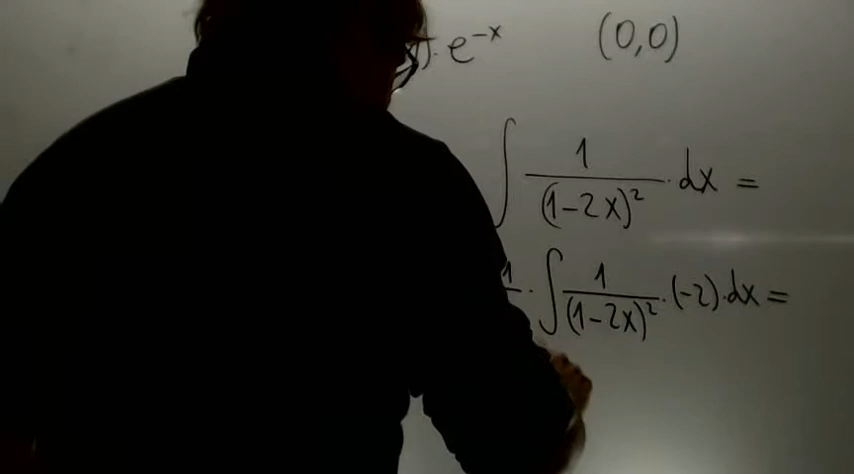 ). e^{-x} (0,0)
∫ 1/(1-2x)² · dx =
1 · ∫ 1/(1-2x)² · (-2) · dx =